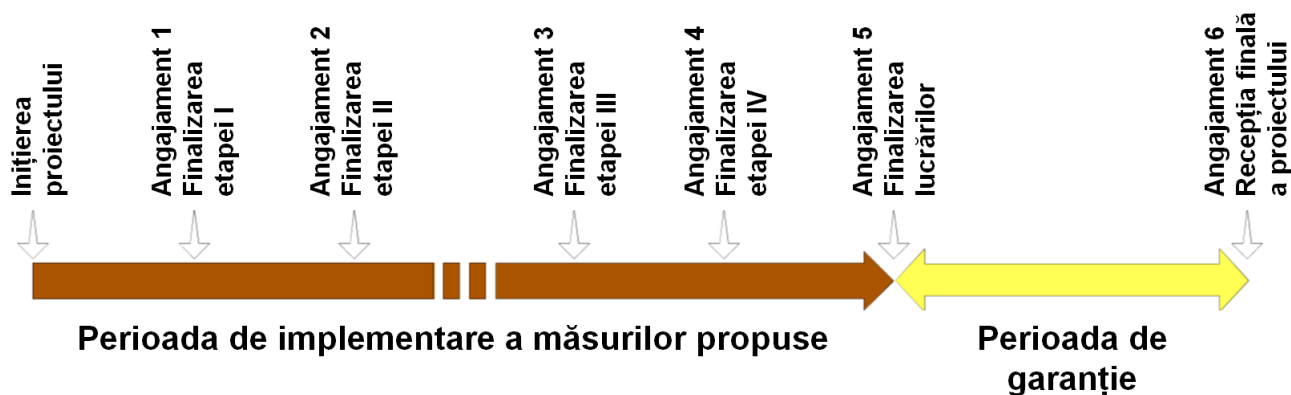 Inițierea
proiectului
Angajament 1
Finalizarea
etapei I
Angajament 2
Finalizarea
etapei II
Angajament 3
Finalizarea
etapei III
Angajament 4
Finalizarea
etapei IV
Angajament 5
Finalizarea
lucrărilor
Angajament 6
Recepția finală
a proiectului
Perioada de implementare a măsurilor propuse
Perioada de
garanție